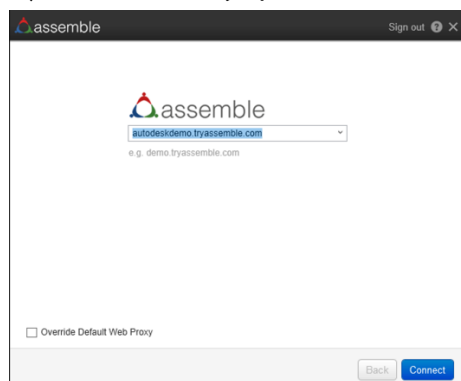 assemble
Sign out
assemble
autodeskdemo.tryassemble.com
e.g. demo.tryassemble.com
Override Default Web Proxy
Back Connect